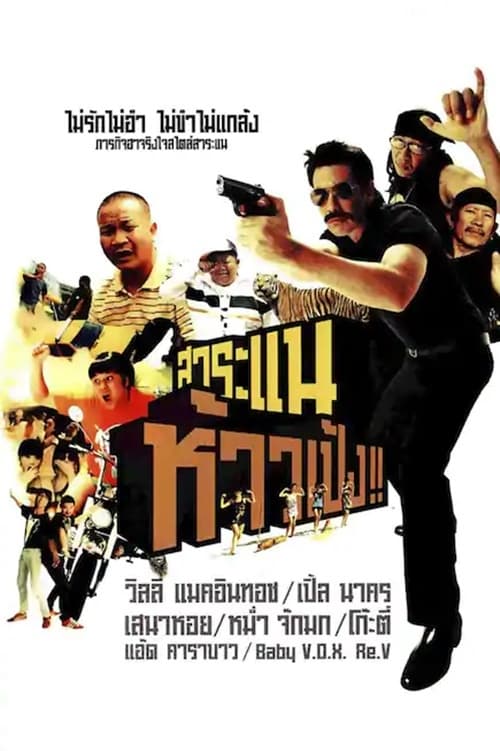 ไม่รักไม่อำ ไม่ขำไม่แกล้ง
ภารกิจฮาจริงใจสไตล์สาระแน
สาระแน
ห้าวเป้ง!!
วิลลี่ แมคอินทอช/เปิ้ล นาคร
เสนาหอย/หม่ำ จ๊กมก/โก๊ะตี๋
แอ๊ด คาราบาว/Baby V.O.X. Re.V